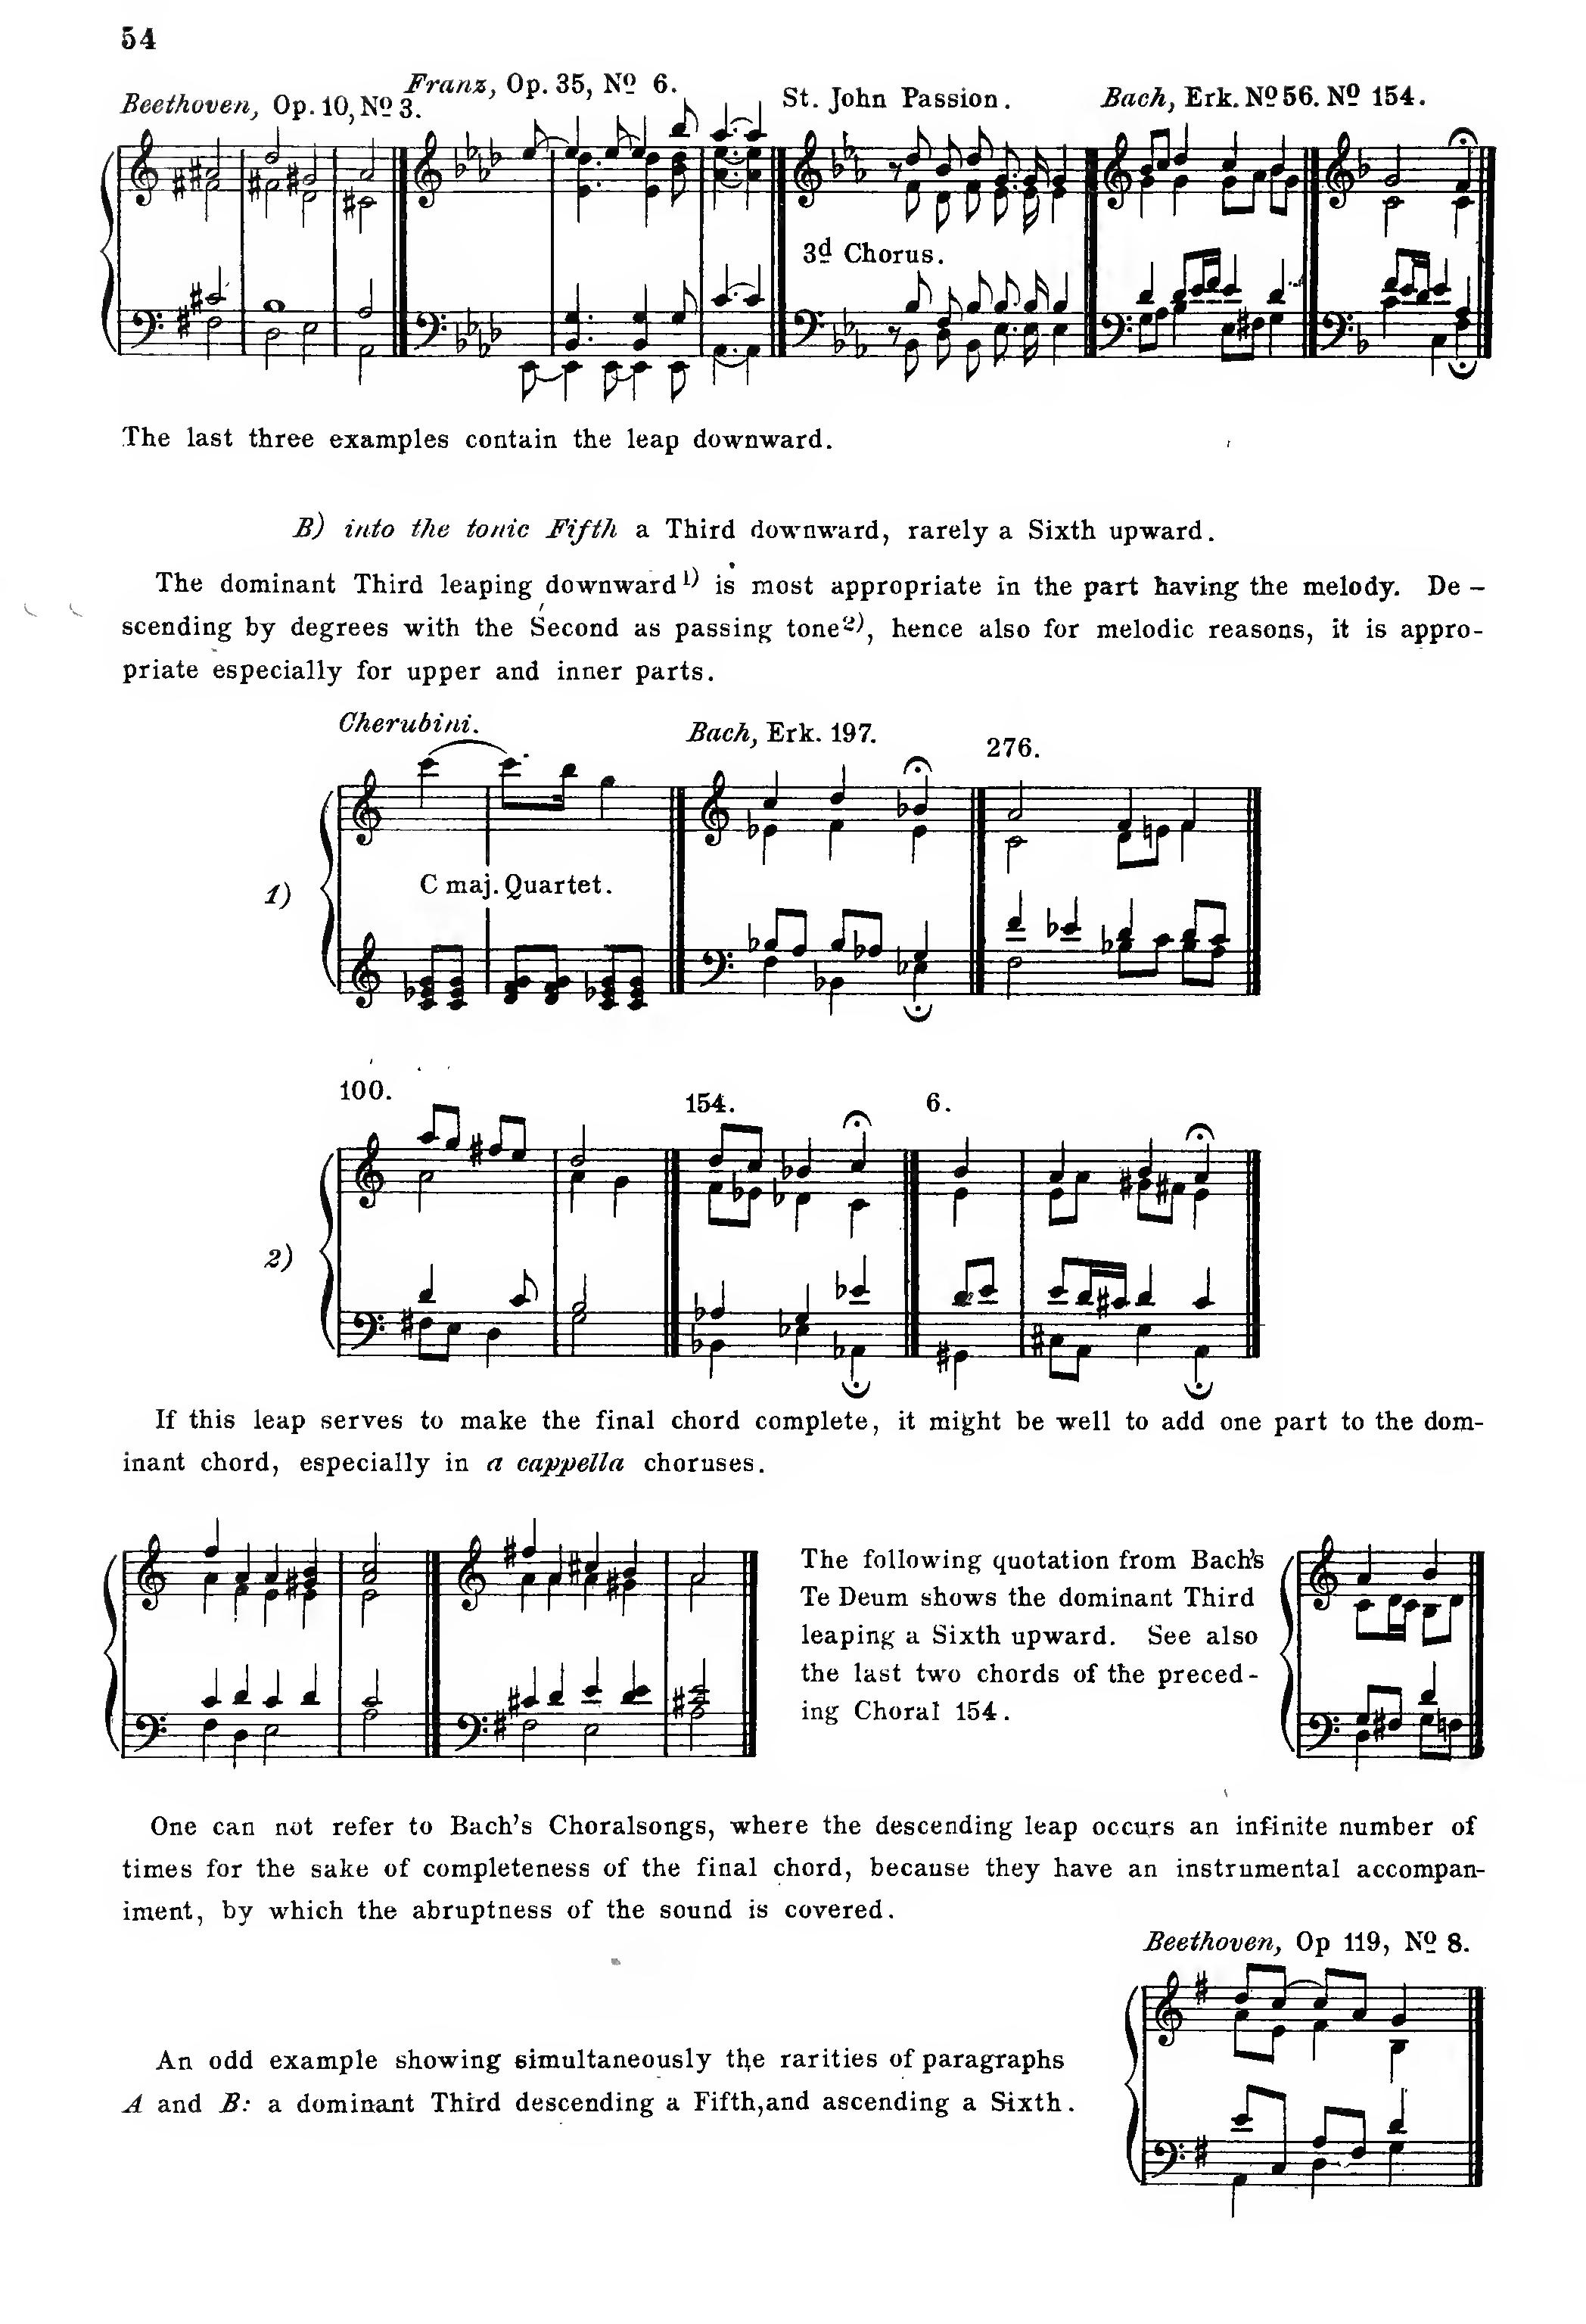 54
Beethoven, Op. 10, No 3.
Franz, Op. 35, No 6.
St. John Passion.
Bach, Erk. No 56. No 154.
3d Chorus.
The last three examples contain the leap downward.
B) into the tonic Fifth a Third downward, rarely a Sixth upward.
The dominant Third leaping downward 1) is most appropriate in the part having the melody. De -
scending by degrees with the Second as passing tone 2), hence also for melodic reasons, it is appro-
priate especially for upper and inner parts.
Cherubini.
Bach, Erk. 197.
276.
1)
C maj. Quartet.
100.
154.
6.
2)
If this leap serves to make the final chord complete, it might be well to add one part to the dom-
inant chord, especially in a cappella choruses.
The following quotation from Bach's
Te Deum shows the dominant Third
leaping a Sixth upward. See also
the last two chords of the preced-
ing Choral 154.
One can not refer to Bach's Choralsongs, where the descending leap occurs an infinite number of
times for the sake of completeness of the final chord, because they have an instrumental accompan-
iment, by which the abruptness of the sound is covered.
Beethoven, Op 119, No 8.
An odd example showing simultaneously the rarities of paragraphs
A and B: a dominant Third descending a Fifth, and ascending a Sixth.